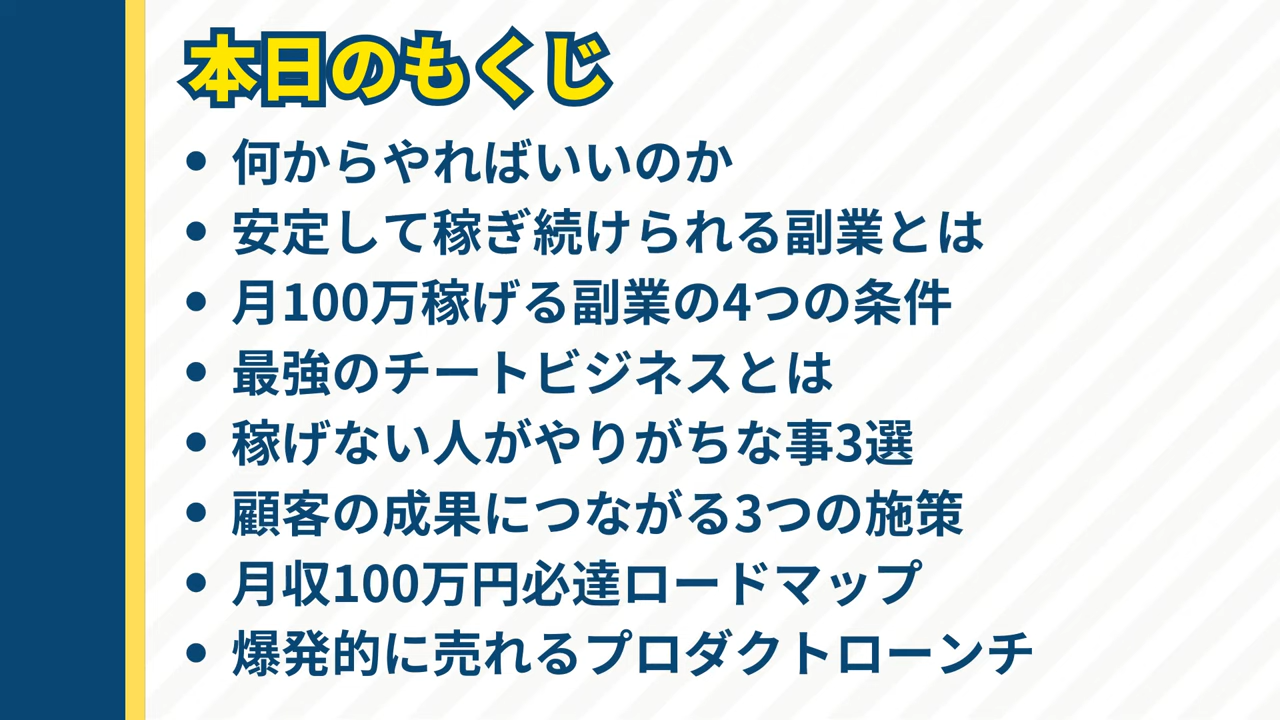 本日のもくじ
• 何からやればいいのか
• 安定して稼ぎ続けられる副業とは
• 月100万稼げる副業の4つの条件
• 最強のチートビジネスとは
• 稼げない人がやりがちな事3選
• 顧客の成果につながる3つの施策
• 月収100万円必達ロードマップ
• 爆発的に売れるプロダクトローンチ